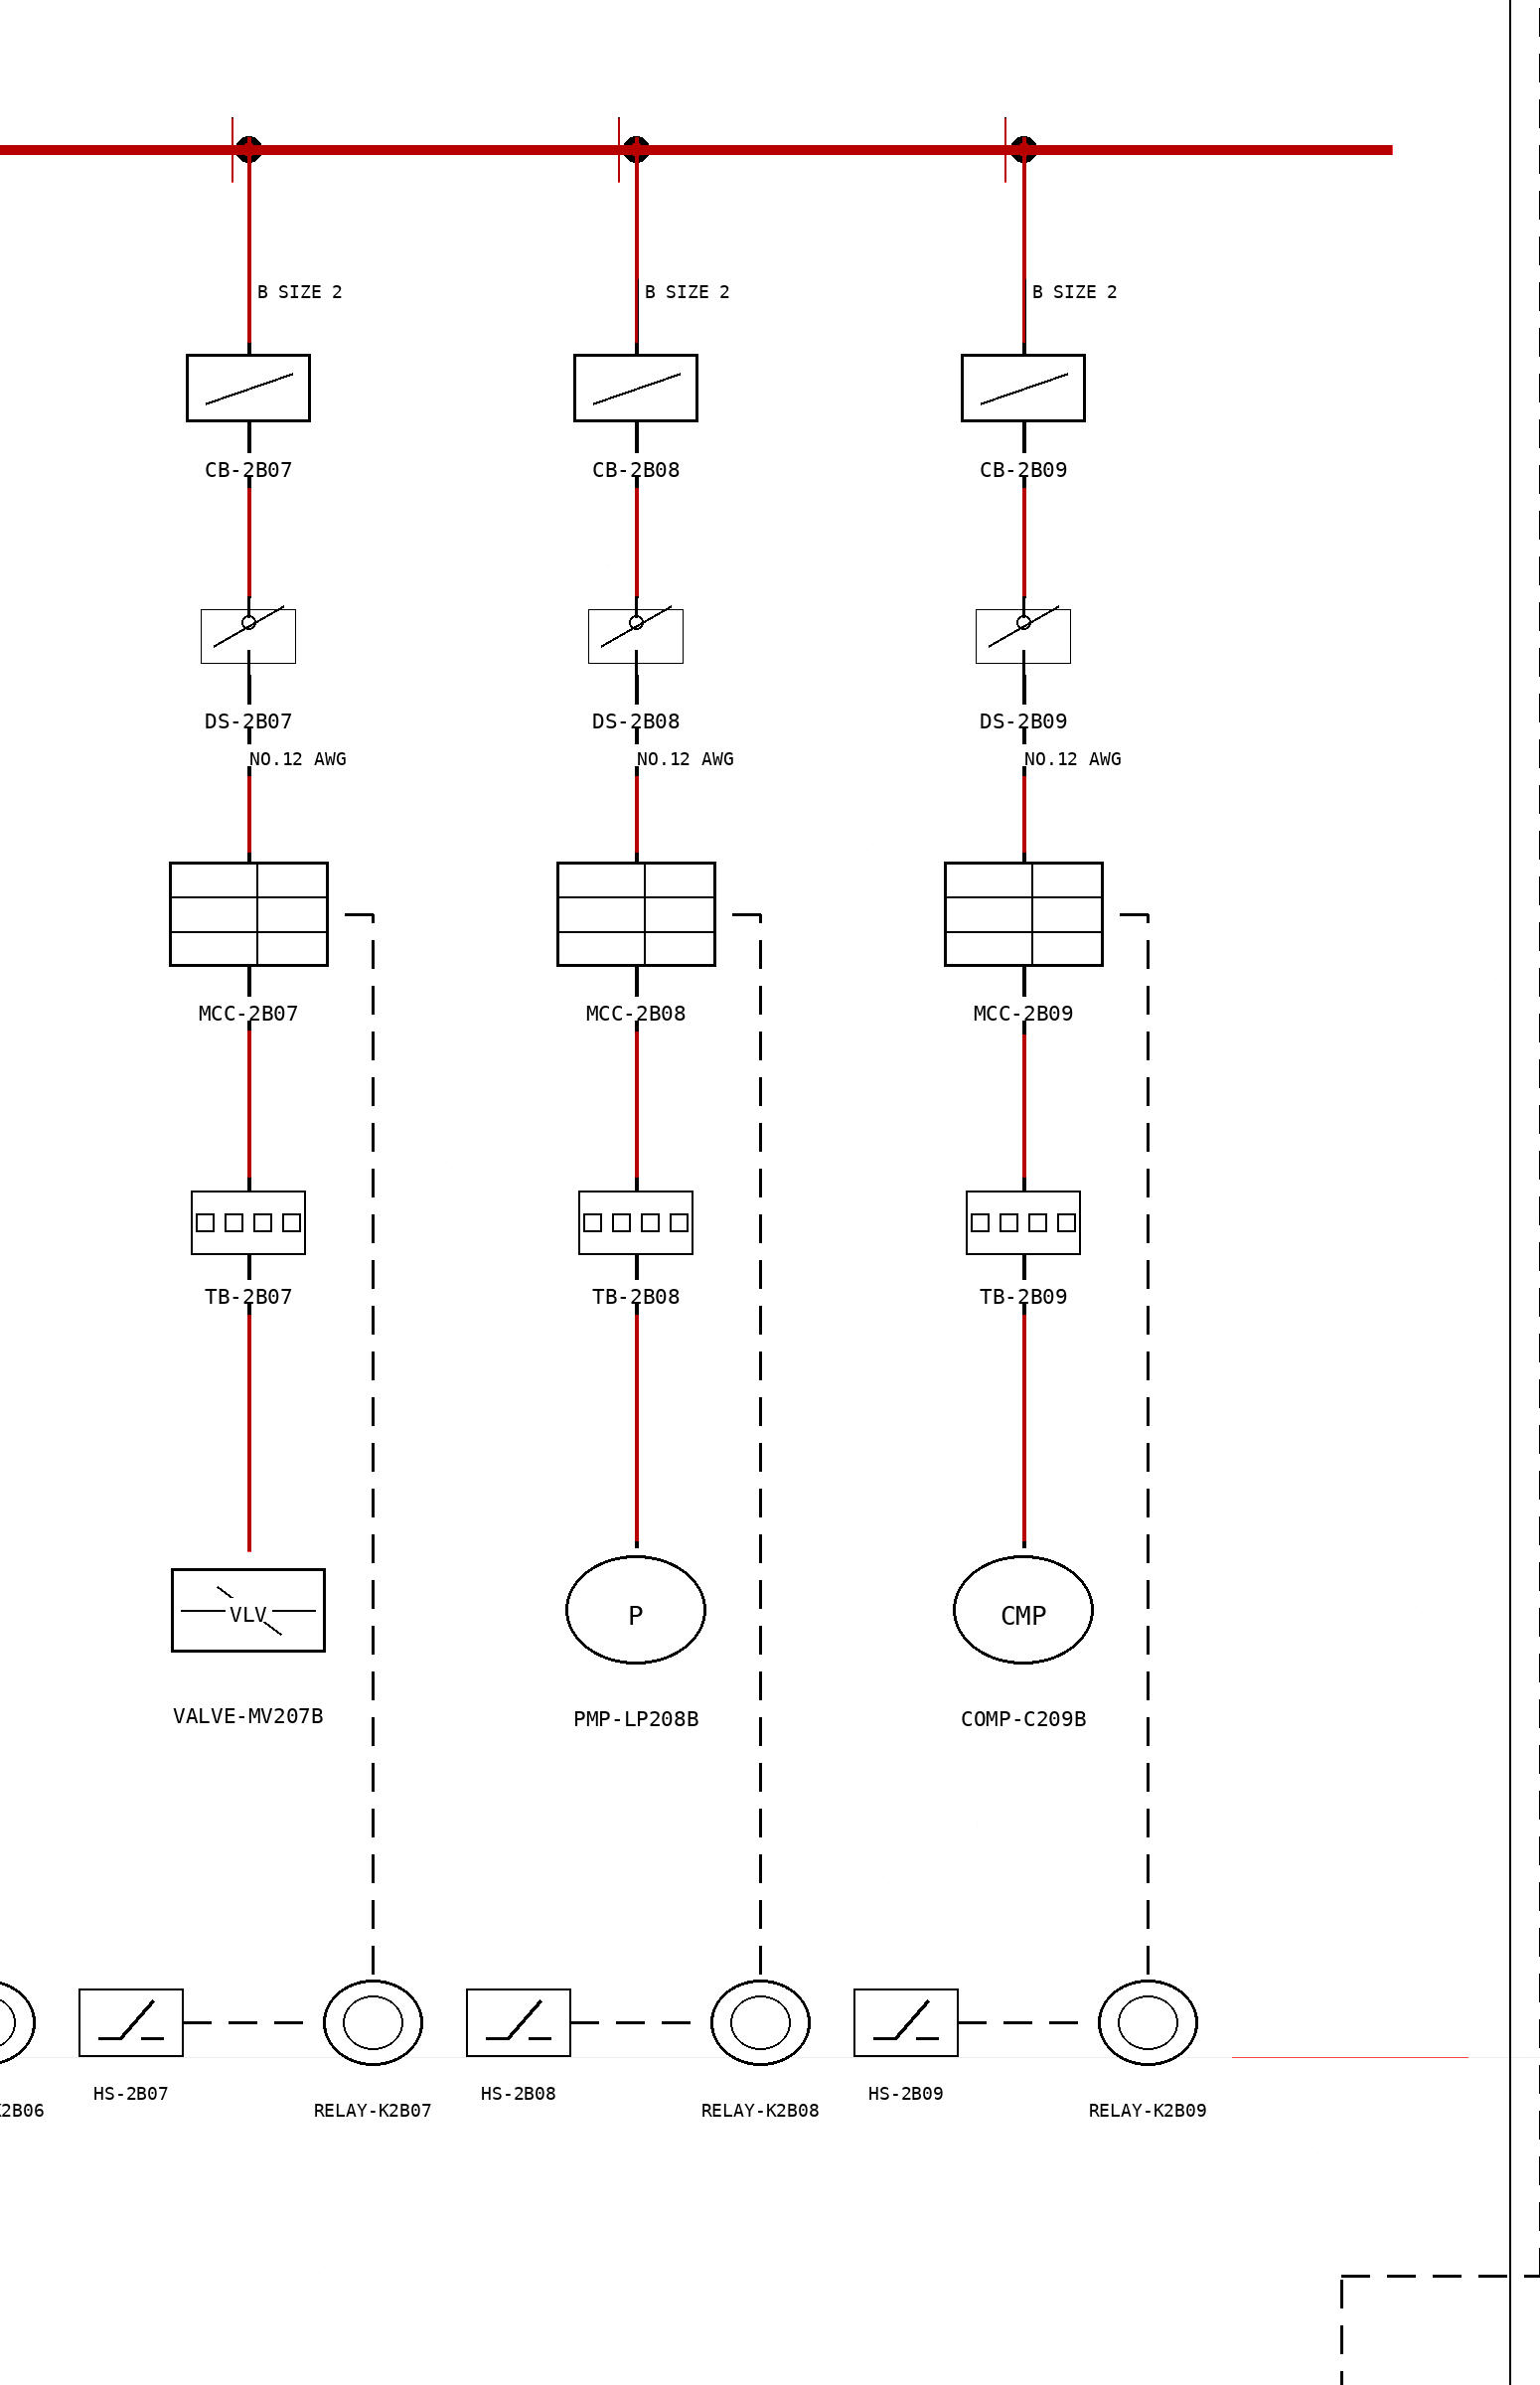 B SIZE 2
B SIZE 2
B SIZE 2
CB-2B07
CB-2B08
CB-2B09
DS-2B07
DS-2B08
DS-2B09
NO.12 AWG
NO.12 AWG
NO.12 AWG
MCC-2B07
MCC-2B08
MCC-2B09
TB-2B07
TB-2B08
TB-2B09
VLV
P
CMP
VALVE-MV207B
PMP-LP208B
COMP-C209B
HS-2B07
HS-2B08
HS-2B09
K2B06
RELAY-K2B07
RELAY-K2B08
RELAY-K2B09